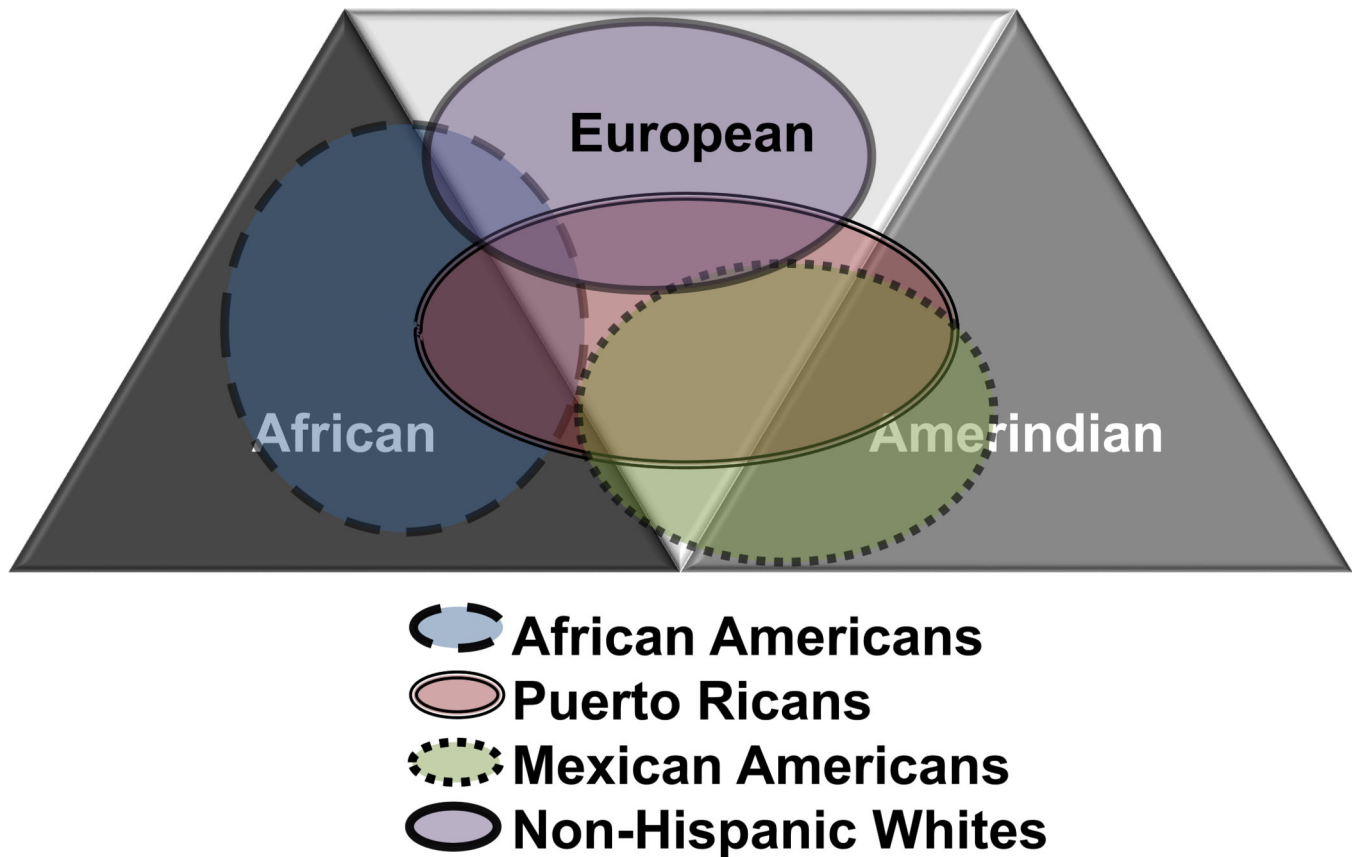 European
African
Amerindian
African Americans
Puerto Ricans
Mexican Americans
Non-Hispanic Whites